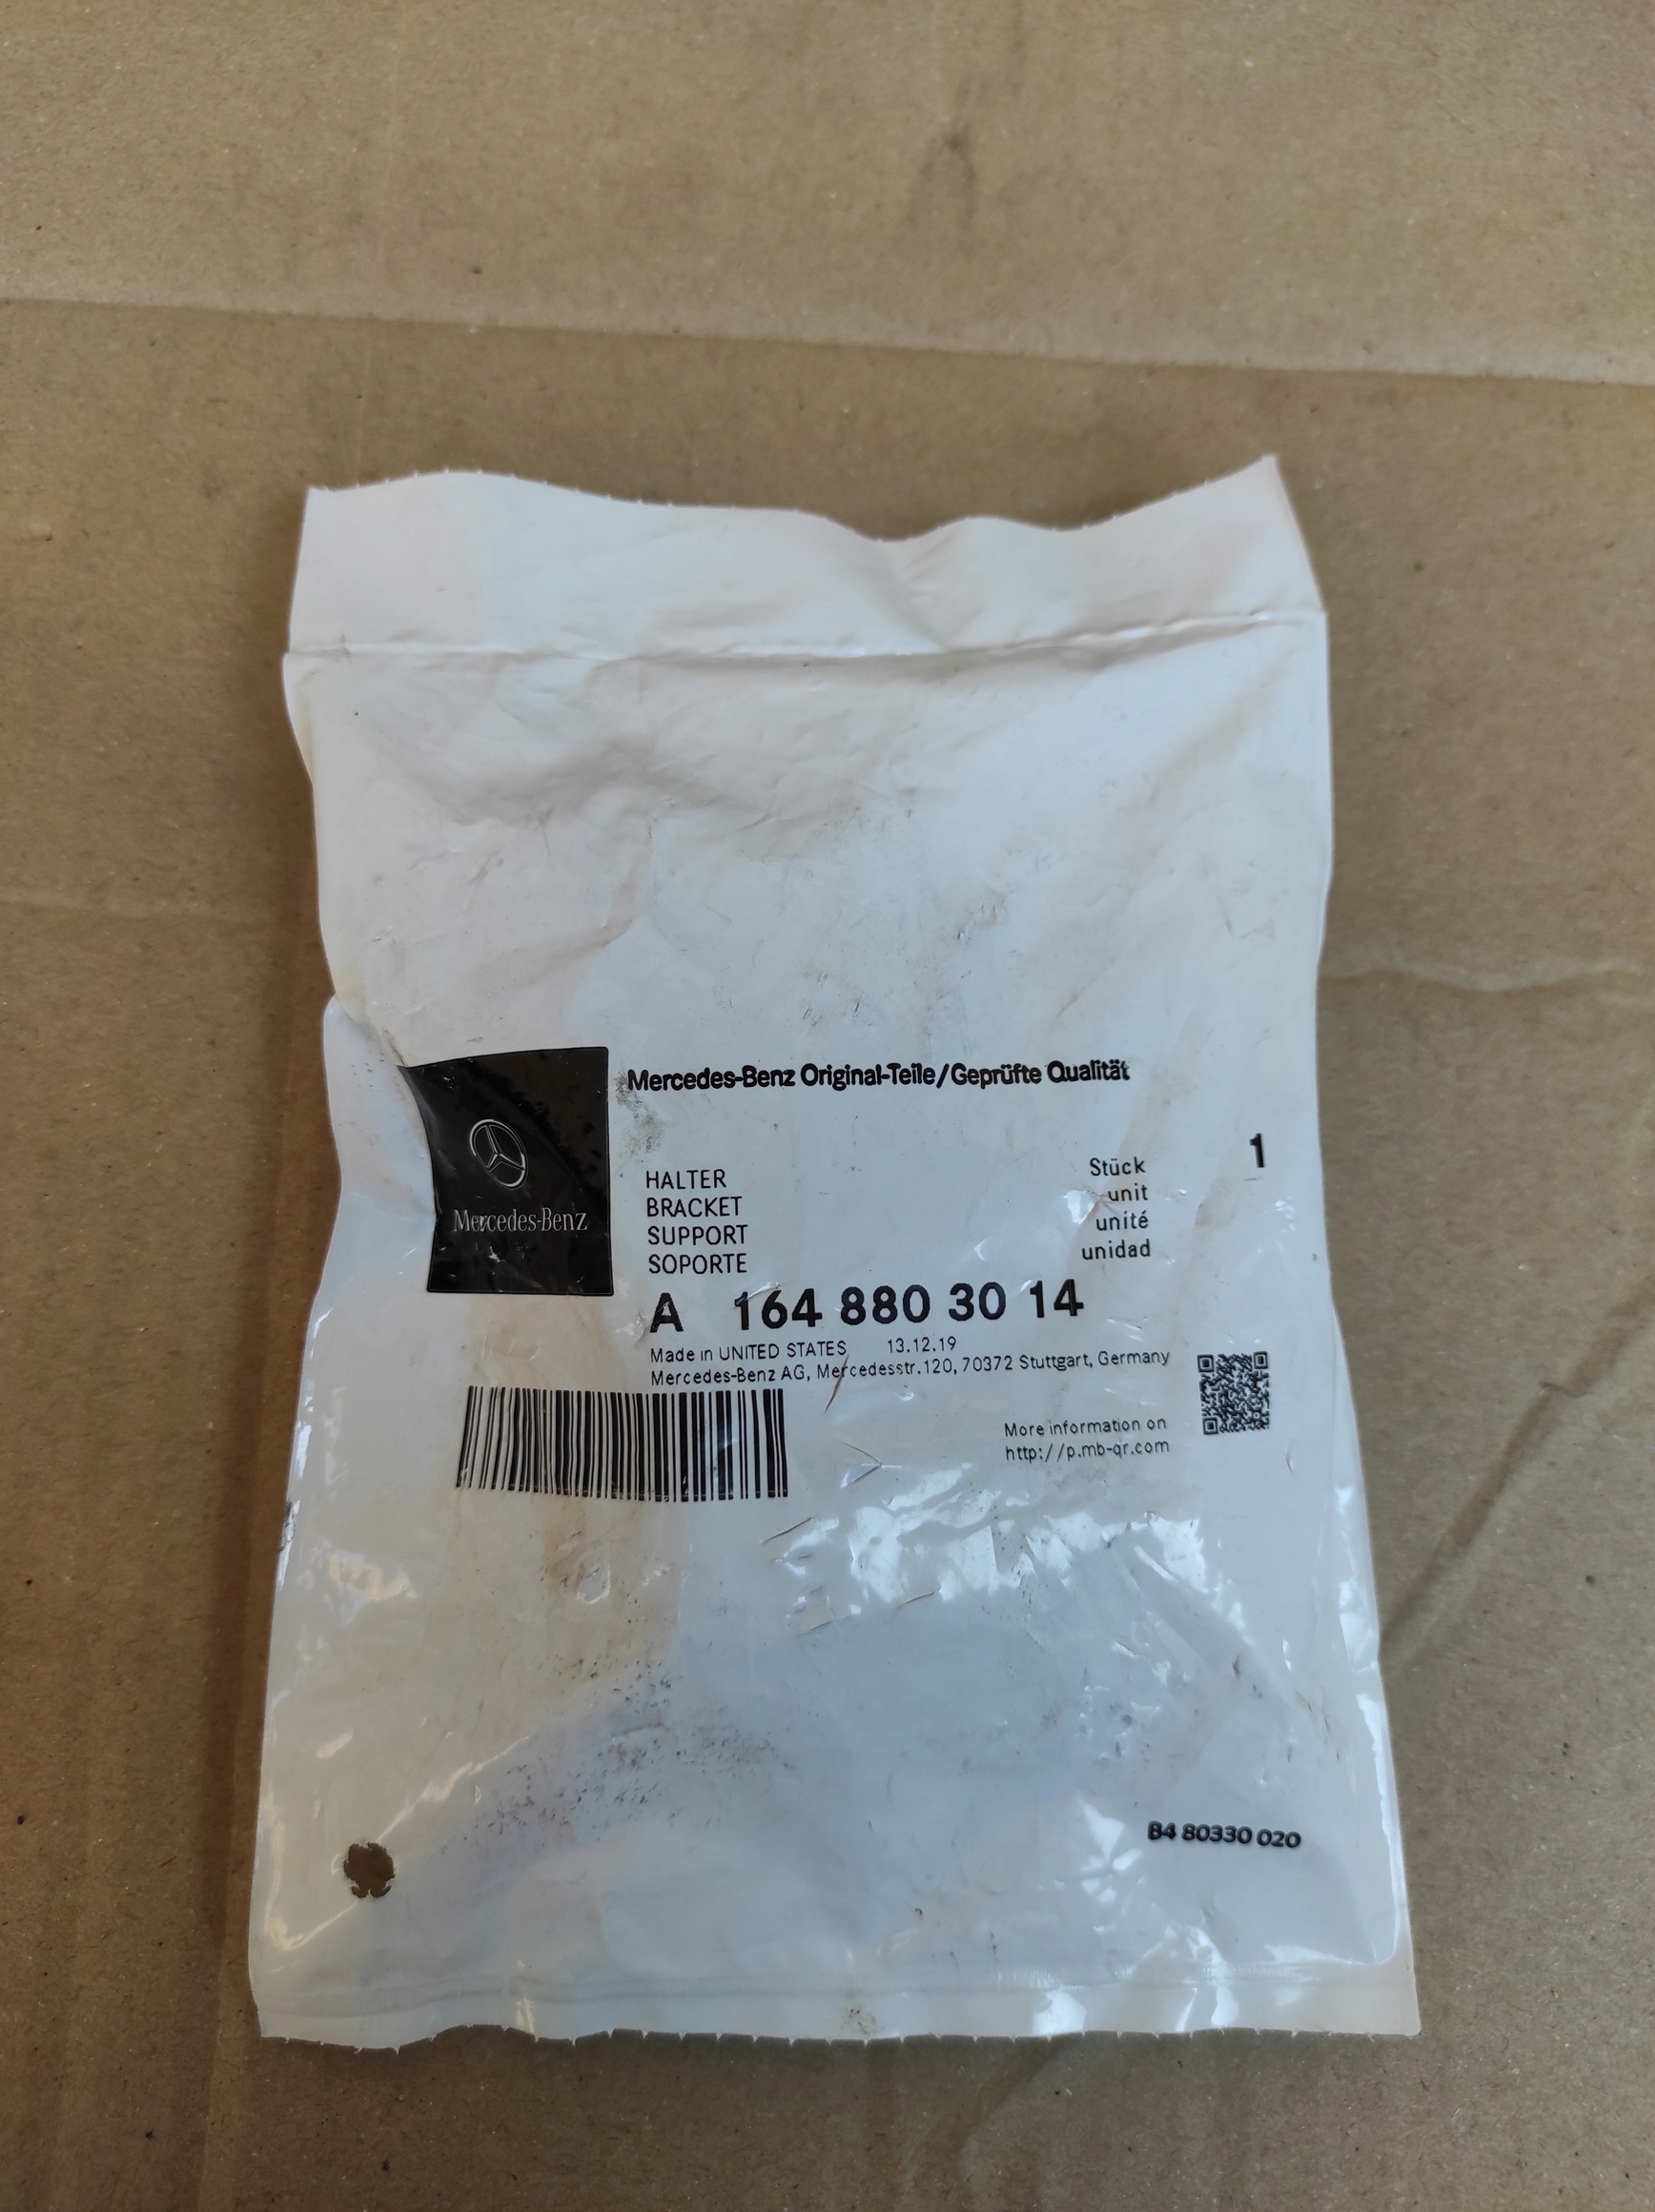 Mercedes-Benz Original-Teile/Geprüfte Qualität
Mercedes-Benz
HALTER
BRACKET
SUPPORT
SOPORTE
Stück
unit
unité
unidad
1
A 164 880 30 14
Made in UNITED STATES 13.12.19
Mercedes-Benz AG, Mercedesstr.120, 70372 Stuttgart, Germany
More information on
http://p.mb-qr.com
B4 80330 020